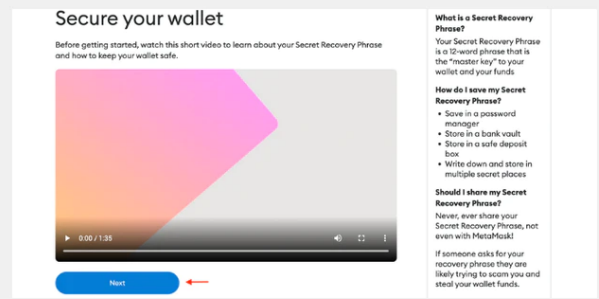 Secure your wallet
Before getting started, watch this short video to learn about your Secret Recovery Phrase
and how to keep your wallet safe.
0:00 / 1:35
Next
What is a Secret Recovery
Phrase?
Your Secret Recovery Phrase
is a 12-word phrase that is
the “master key” to your
wallet and your funds
How do I save my Secret
Recovery Phrase?
• Save in a password
manager
• Store in a bank vault
• Store in a safe deposit
box
• Write down and store in
multiple secret places
Should I share my Secret
Recovery Phrase?
Never, ever share your
Secret Recovery Phrase, not
even with MetaMask!
If someone asks for your
recovery phrase they are
likely trying to scam you and
steal your wallet funds.